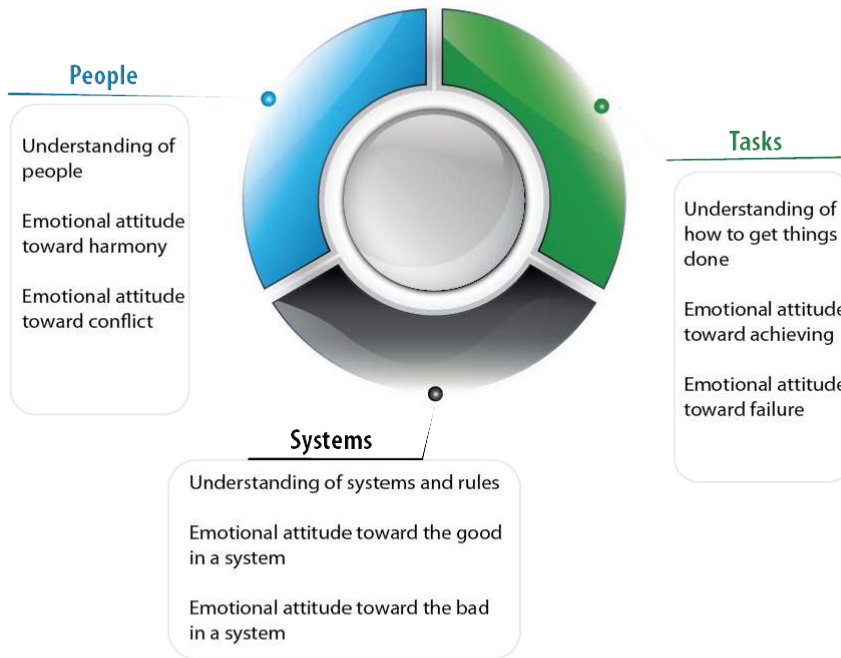 People
Understanding of
people
Emotional attitude
toward harmony
Emotional attitude
toward conflict
Tasks
Understanding of
how to get things
done
Emotional attitude
toward achieving
Emotional attitude
toward failure
Systems
Understanding of systems and rules
Emotional attitude toward the good
in a system
Emotional attitude toward the bad
in a system